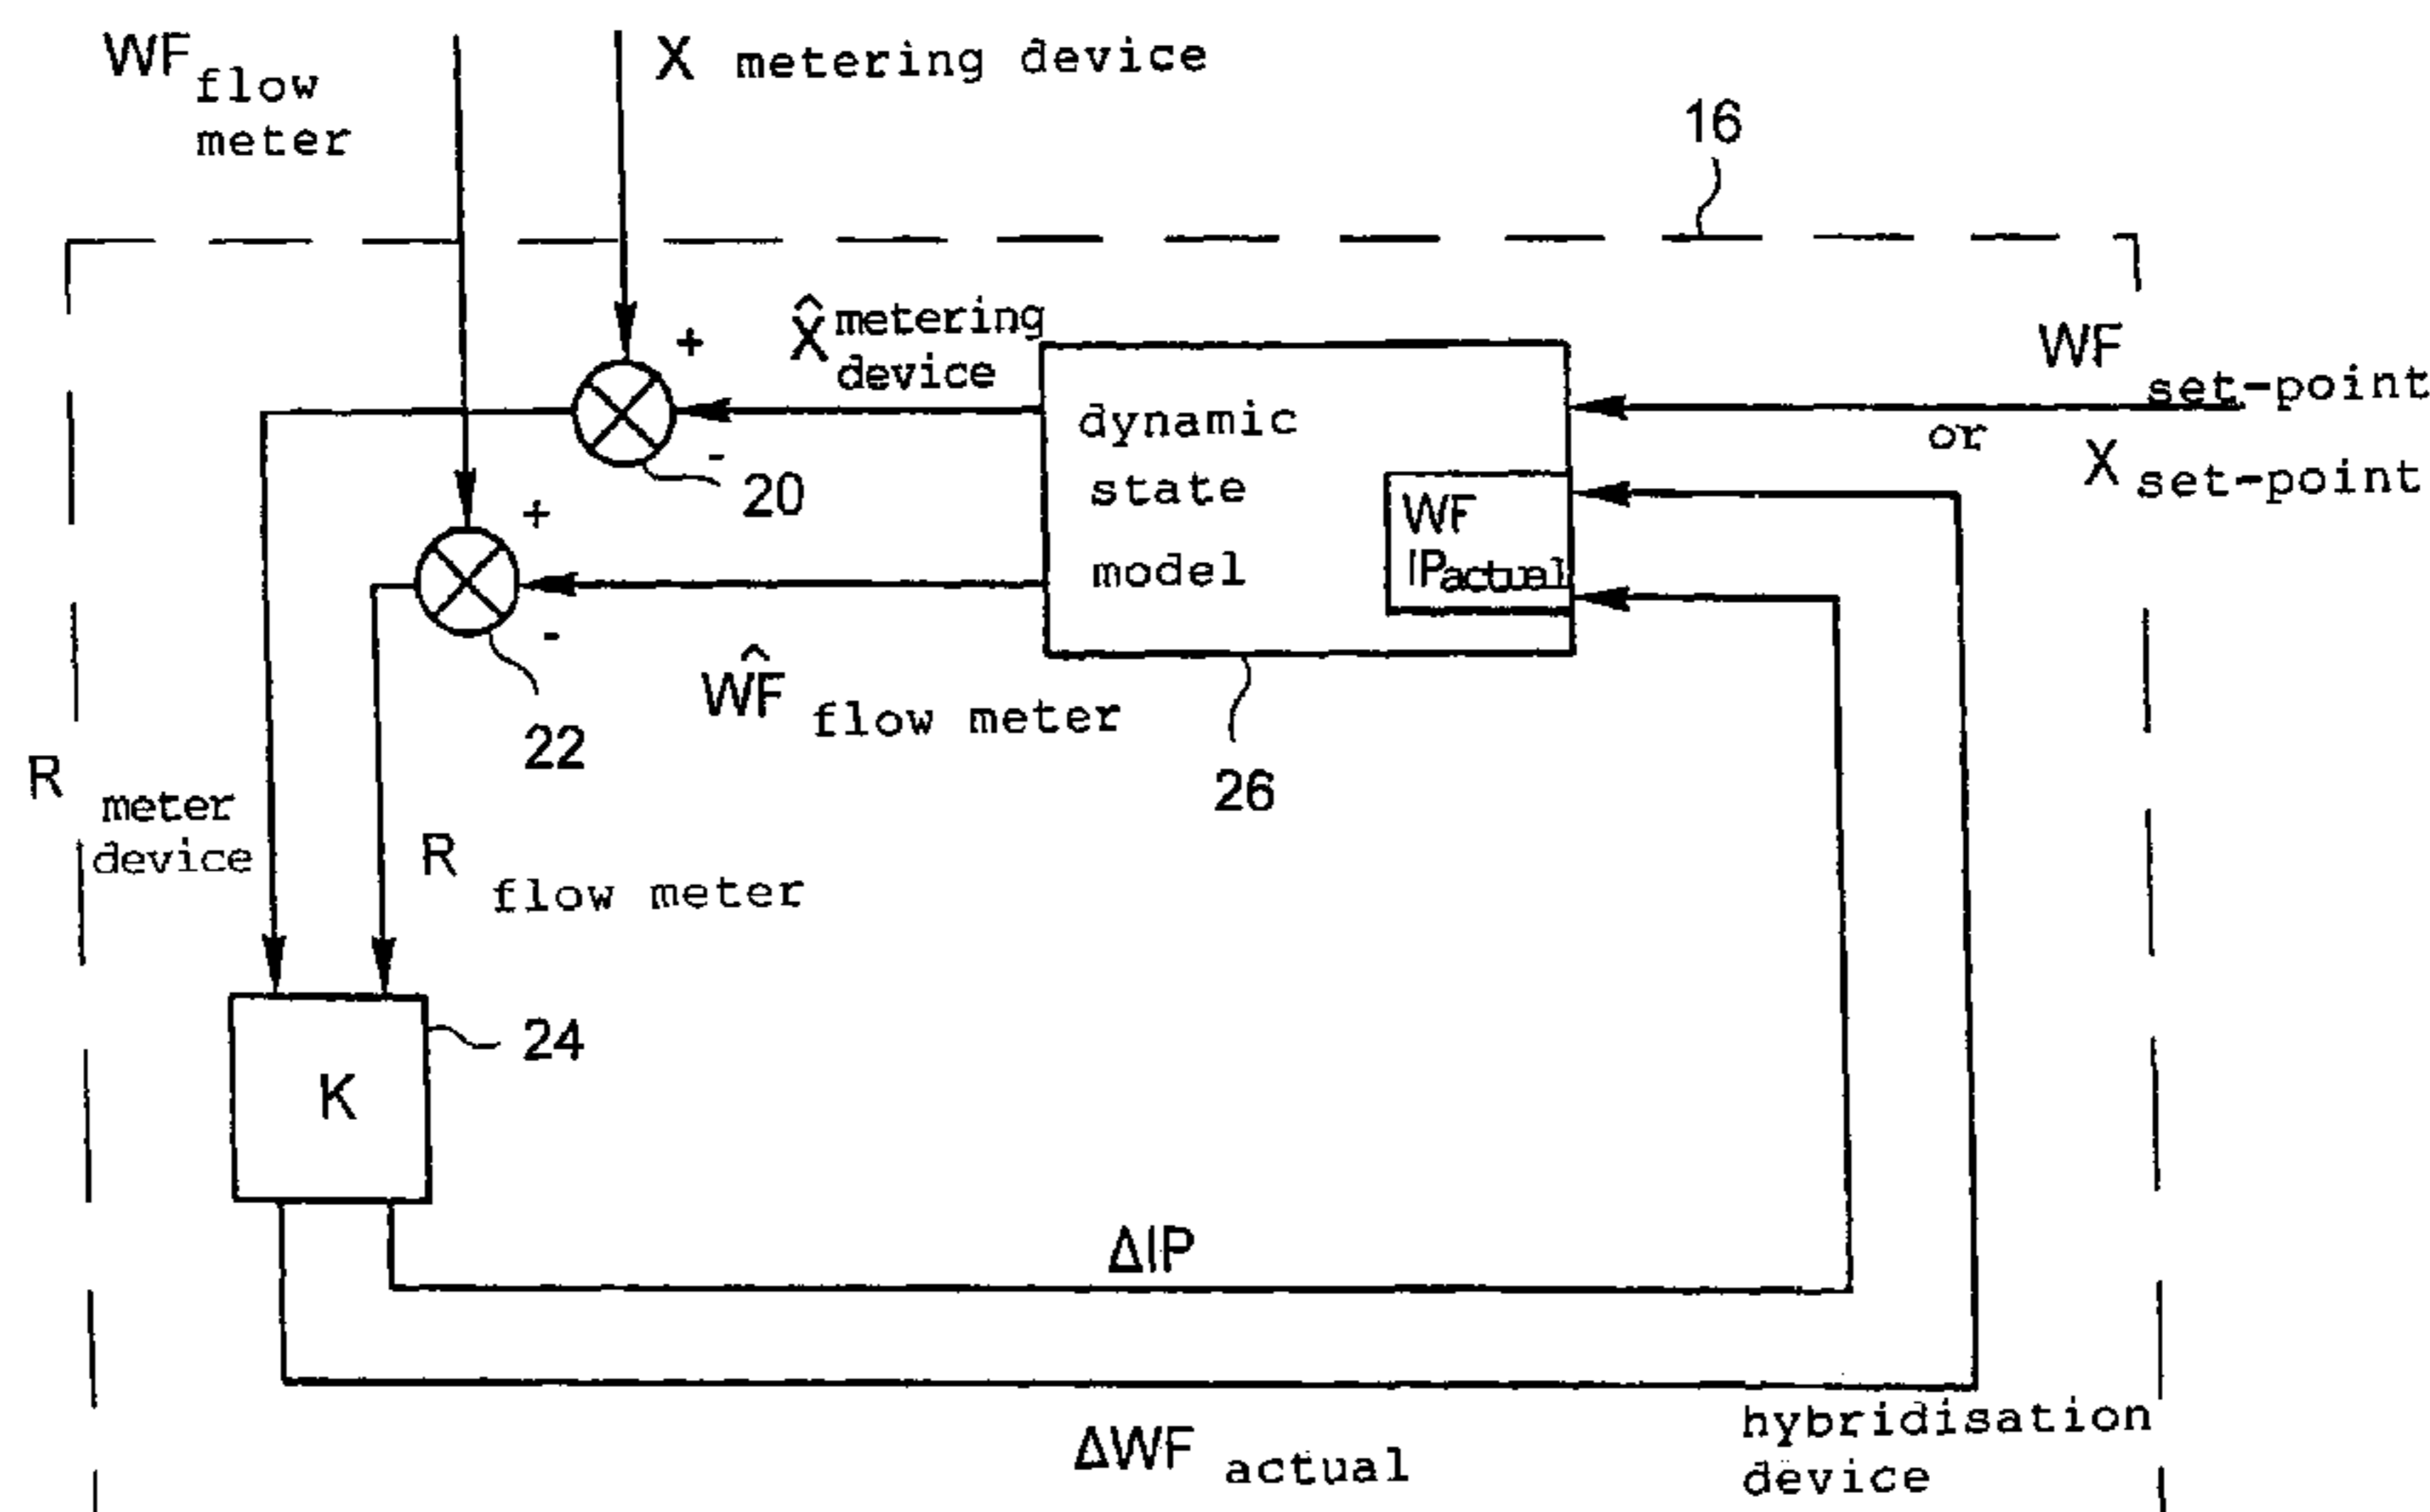 WF flow
meter
X metering device
16
X̂ metering
device
+
-
20
WF set-point
or
X set-point
dynamic
state
model
WF
IPactual
+
-
22
ŴF flow meter
26
R meter
device
R flow meter
K
24
ΔIP
ΔWF actual
hybridisation
device